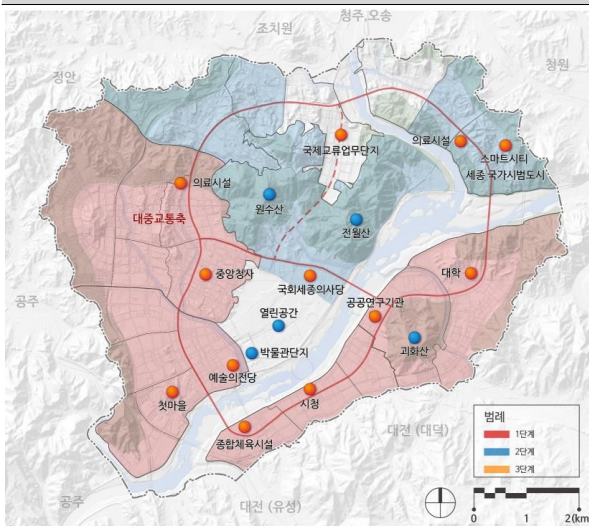 조치원
청주 오송
정안
청원
국제교류업무단지
의료시설
스마트시티
세종 국가시범도시
의료시설
원수산
대중교통축
전월산
중앙청사
국회세종의사당
대학
공주
열린공간
공공연구기관
박물관단지
괴화산
예술의전당
첫마을
시청
종합체육시설
대전 (대덕)
공주
대전 (유성)
범례
1단계
2단계
3단계
0 1 2(km